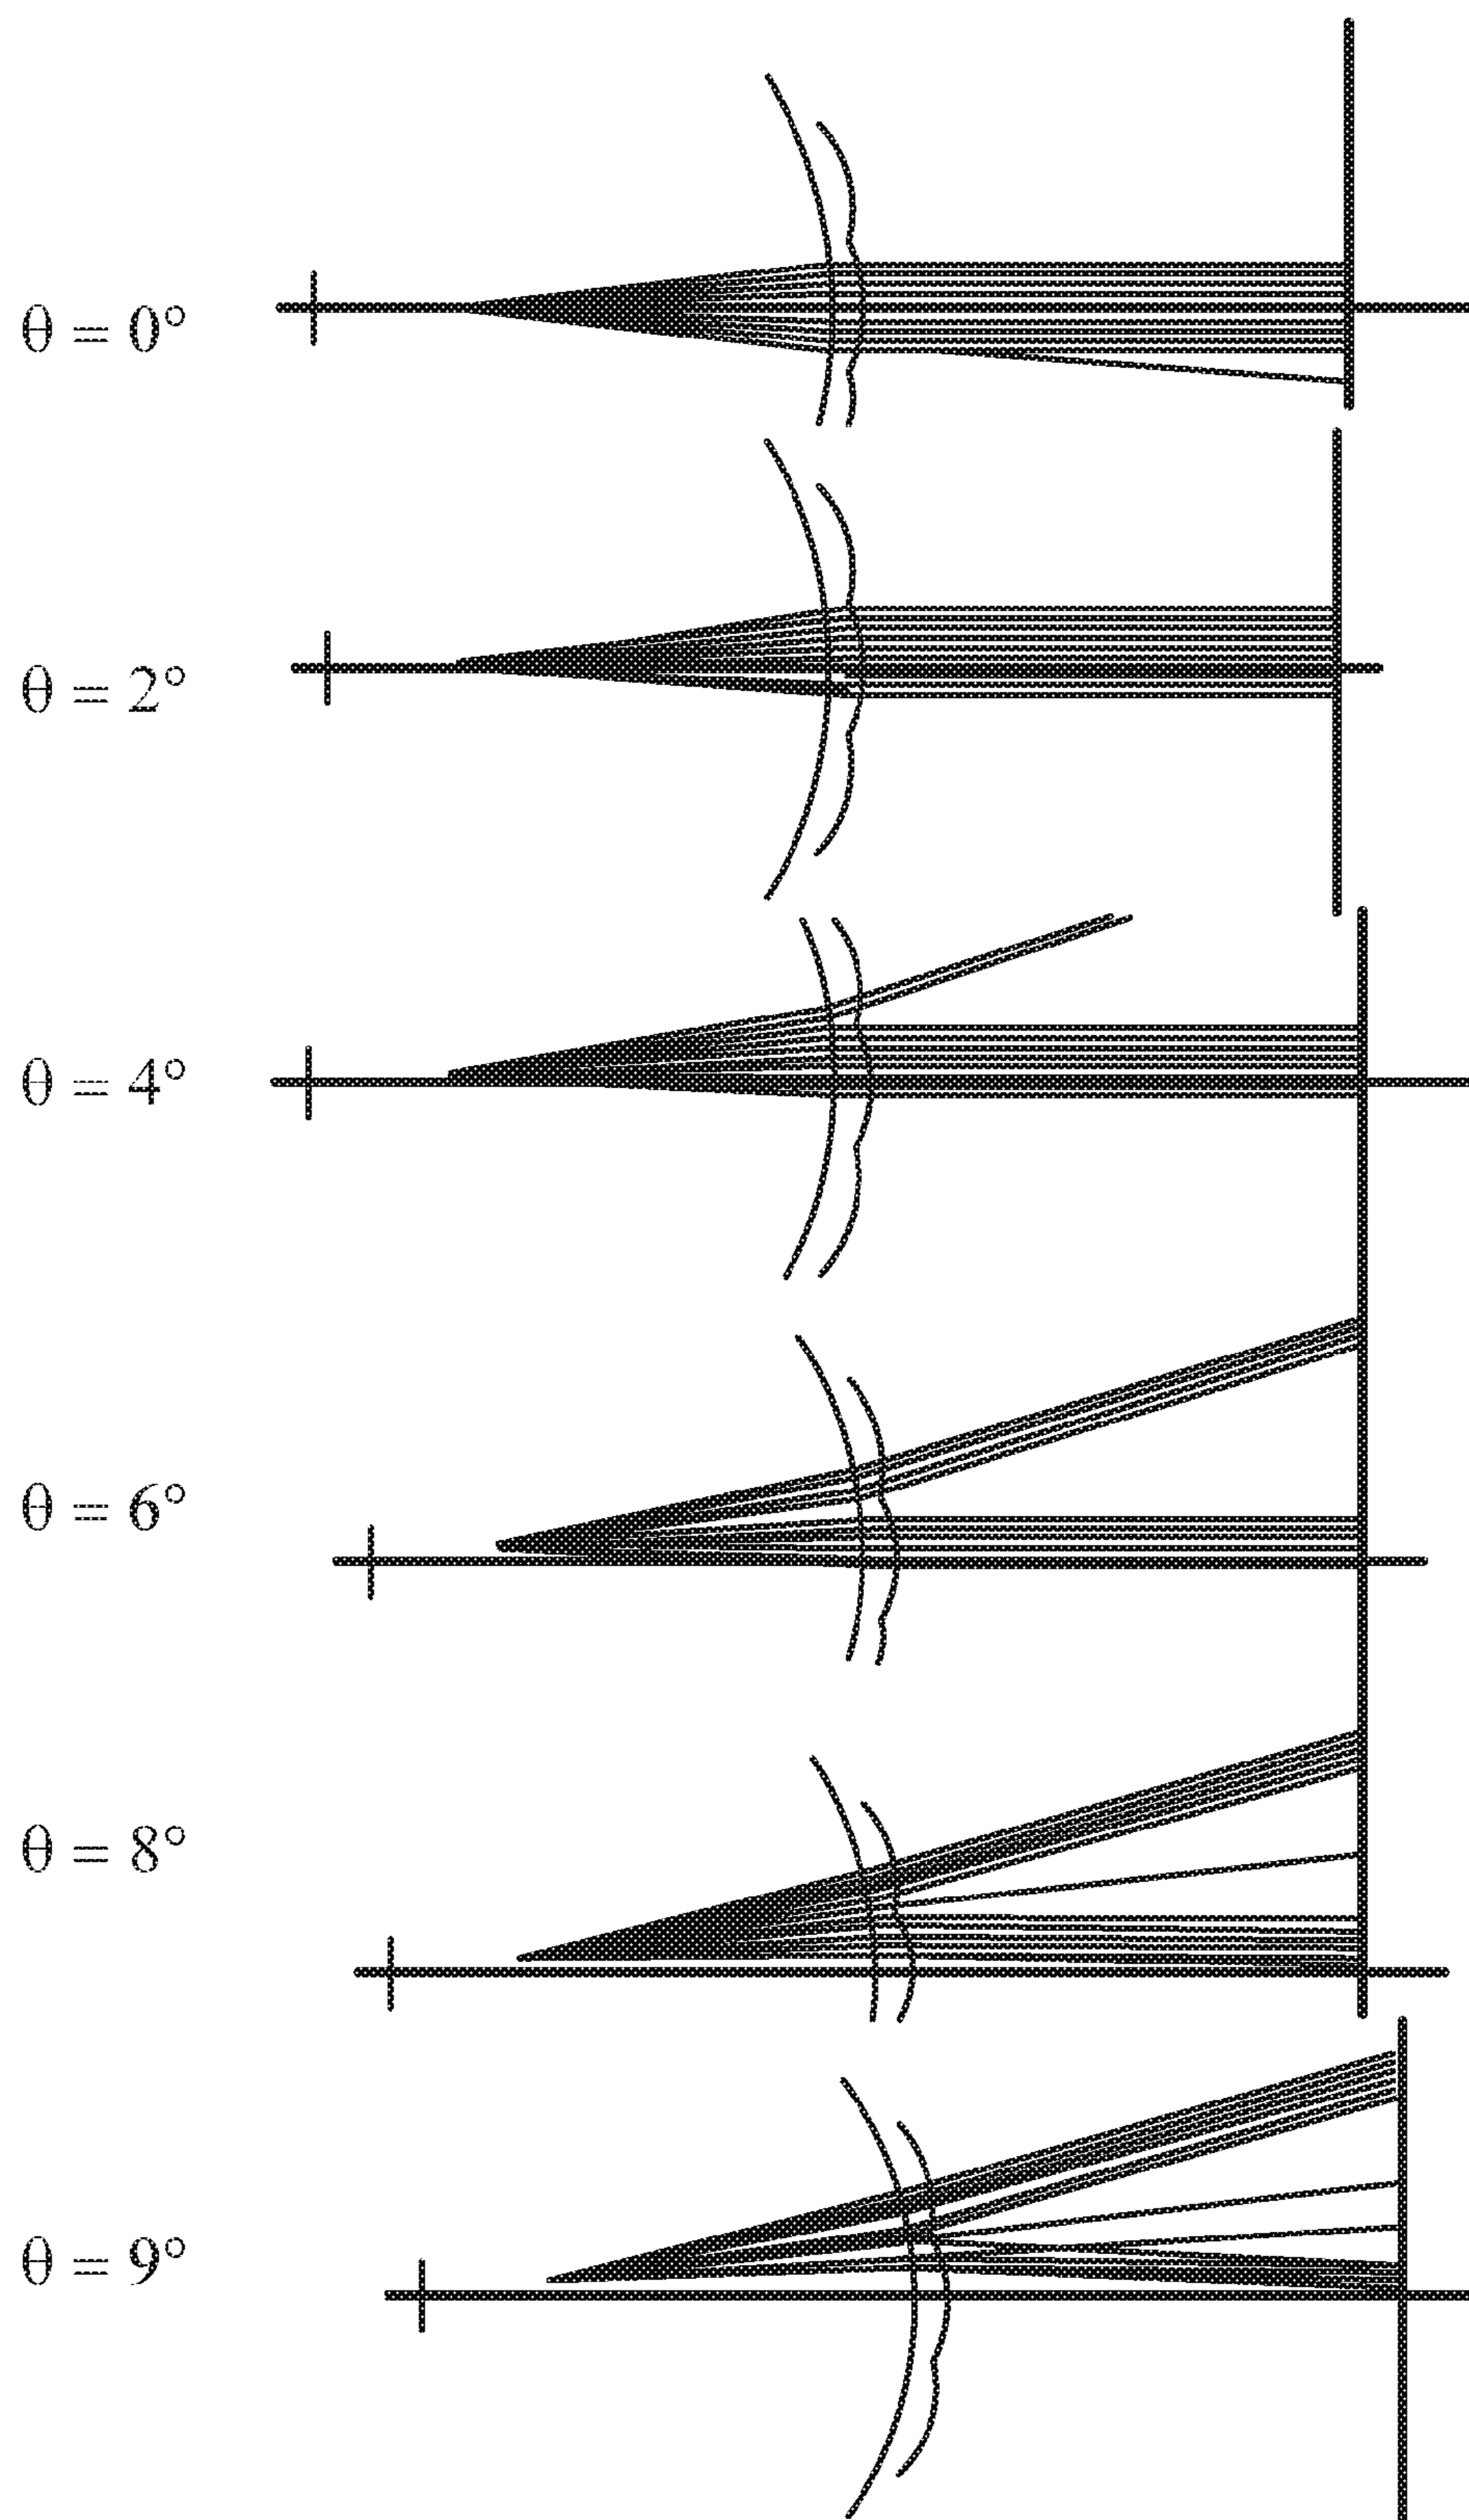 θ = 0°
θ = 2°
θ = 4°
θ = 6°
θ = 8°
θ = 9°